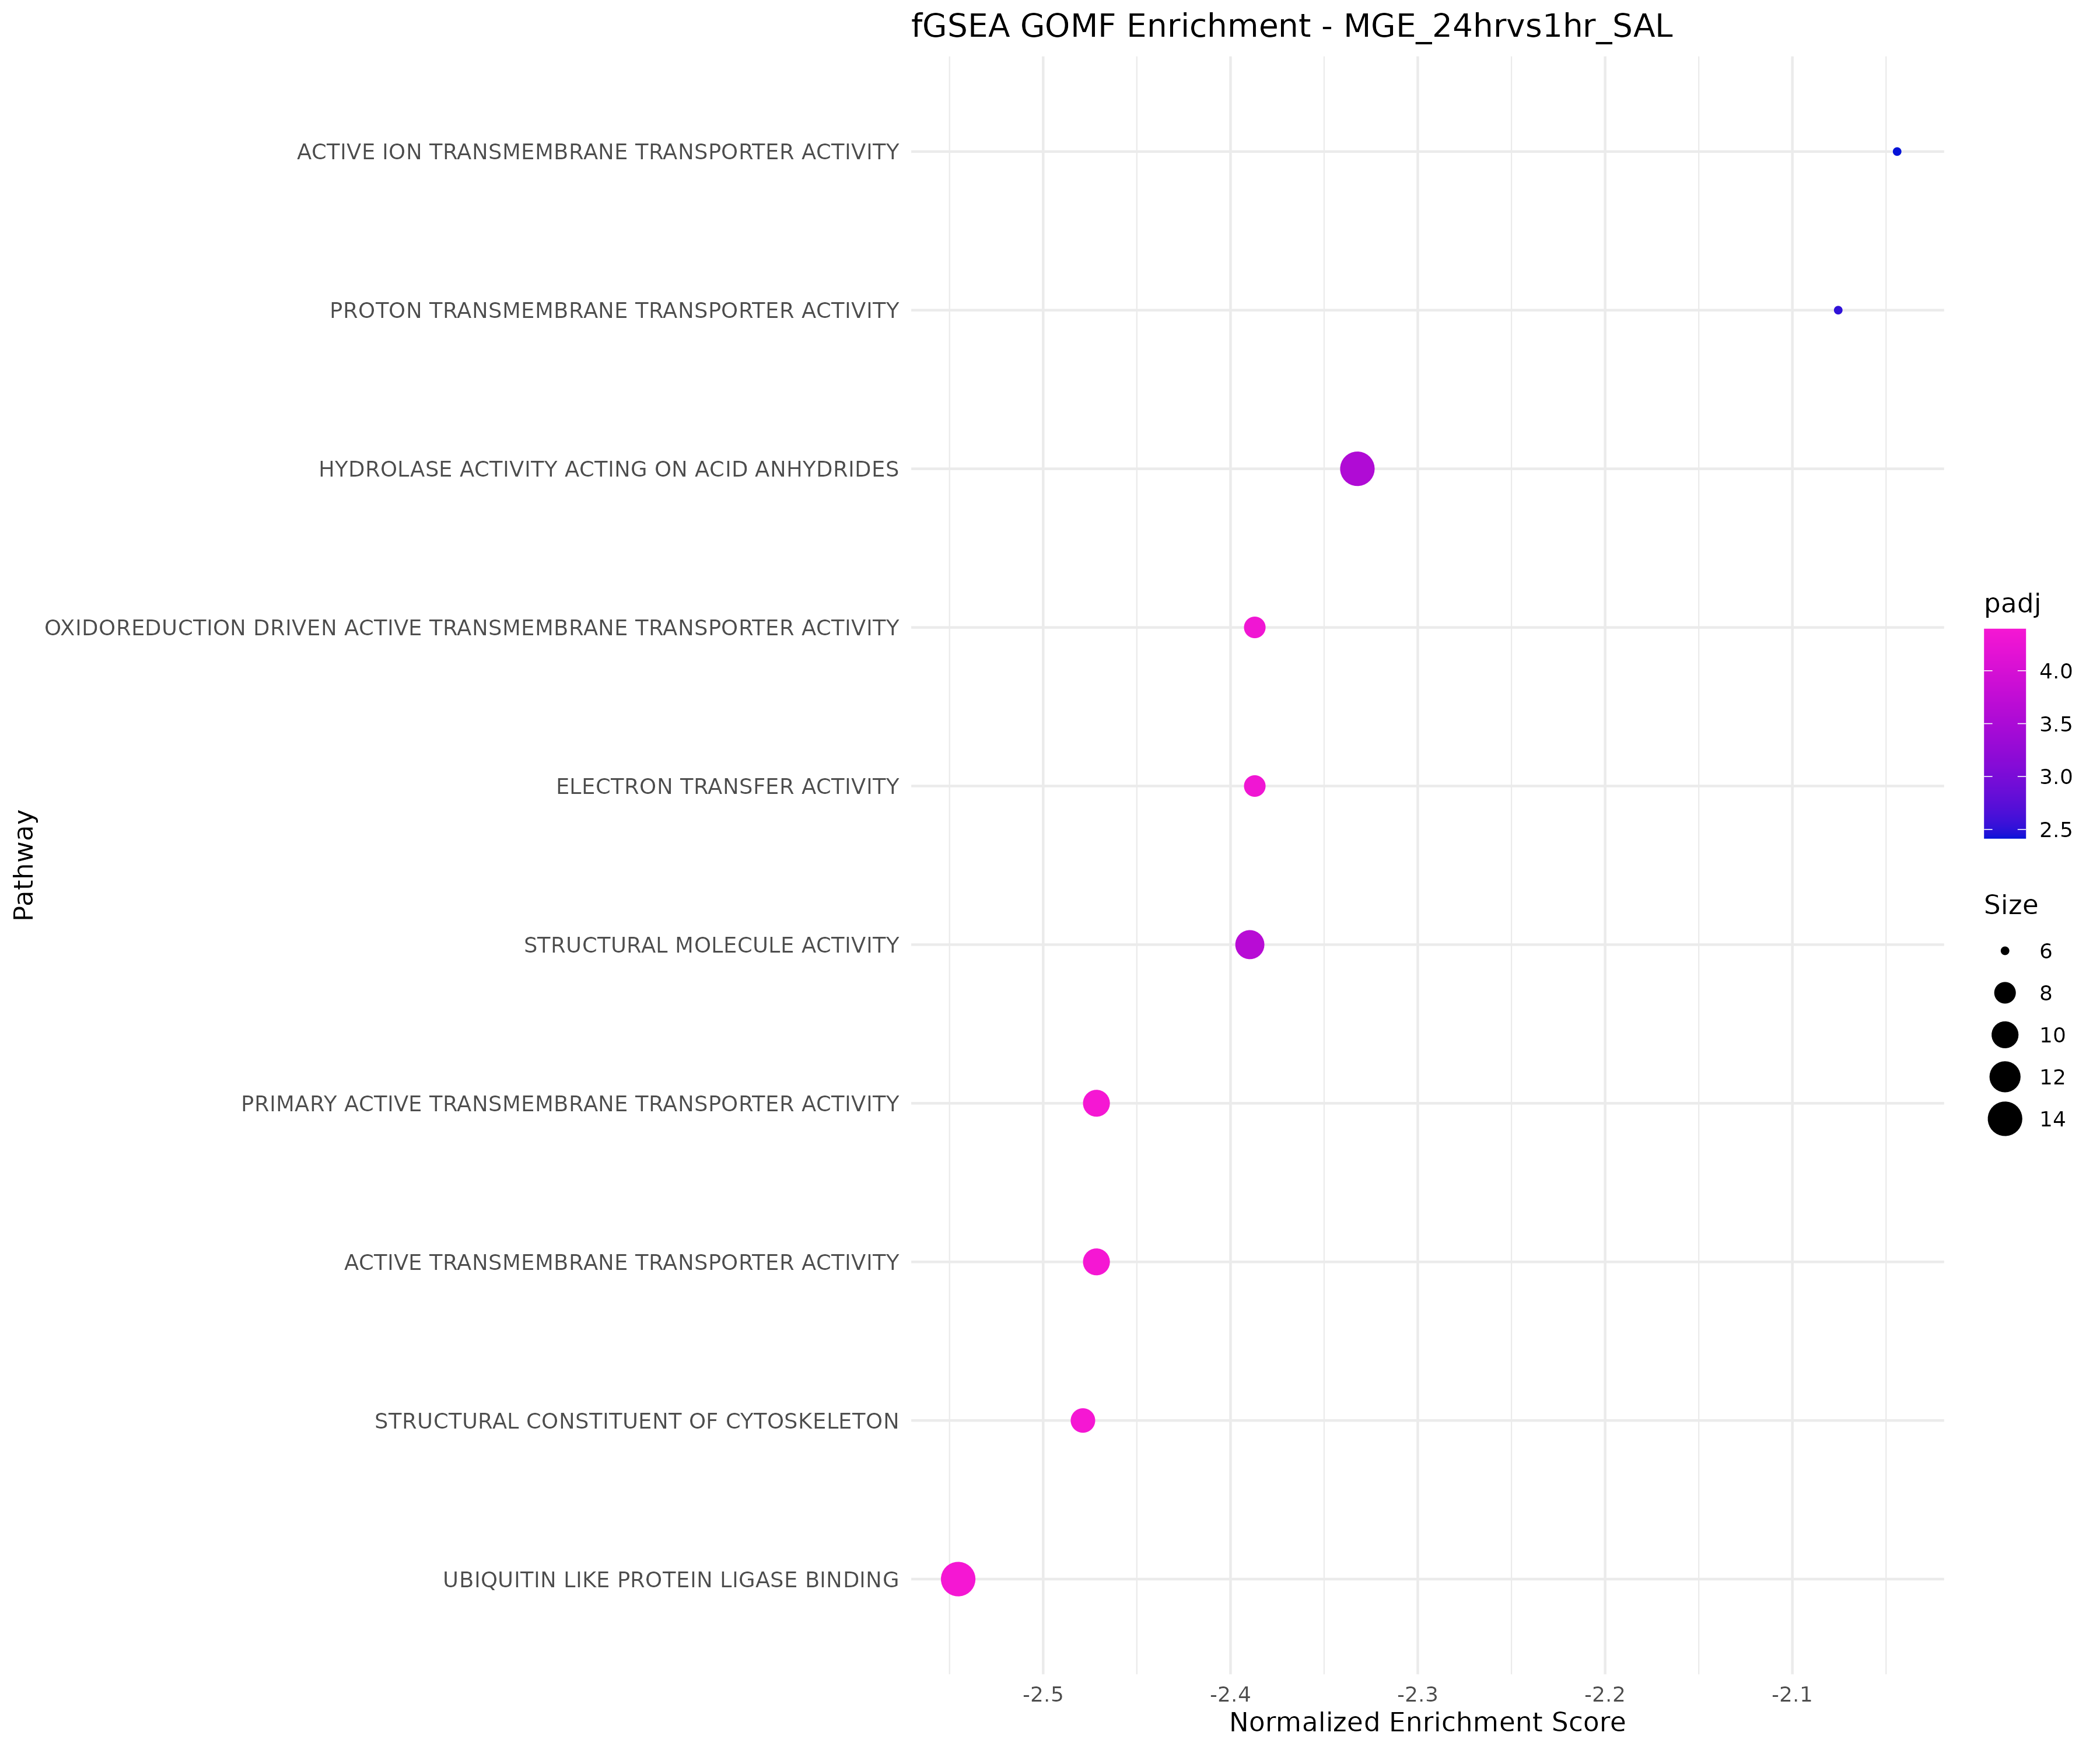 fGSEA GOMF Enrichment - MGE_24hrvs1hr_SAL
ACTIVE ION TRANSMEMBRANE TRANSPORTER ACTIVITY
PROTON TRANSMEMBRANE TRANSPORTER ACTIVITY
HYDROLASE ACTIVITY ACTING ON ACID ANHYDRIDES
OXIDOREDUCTION DRIVEN ACTIVE TRANSMEMBRANE TRANSPORTER ACTIVITY
ELECTRON TRANSFER ACTIVITY
STRUCTURAL MOLECULE ACTIVITY
PRIMARY ACTIVE TRANSMEMBRANE TRANSPORTER ACTIVITY
ACTIVE TRANSMEMBRANE TRANSPORTER ACTIVITY
STRUCTURAL CONSTITUENT OF CYTOSKELETON
UBIQUITIN LIKE PROTEIN LIGASE BINDING
Pathway
-2.5 -2.4 -2.3 -2.2 -2.1
Normalized Enrichment Score
padj
4.0
3.5
3.0
2.5
Size
6
8
10
12
14